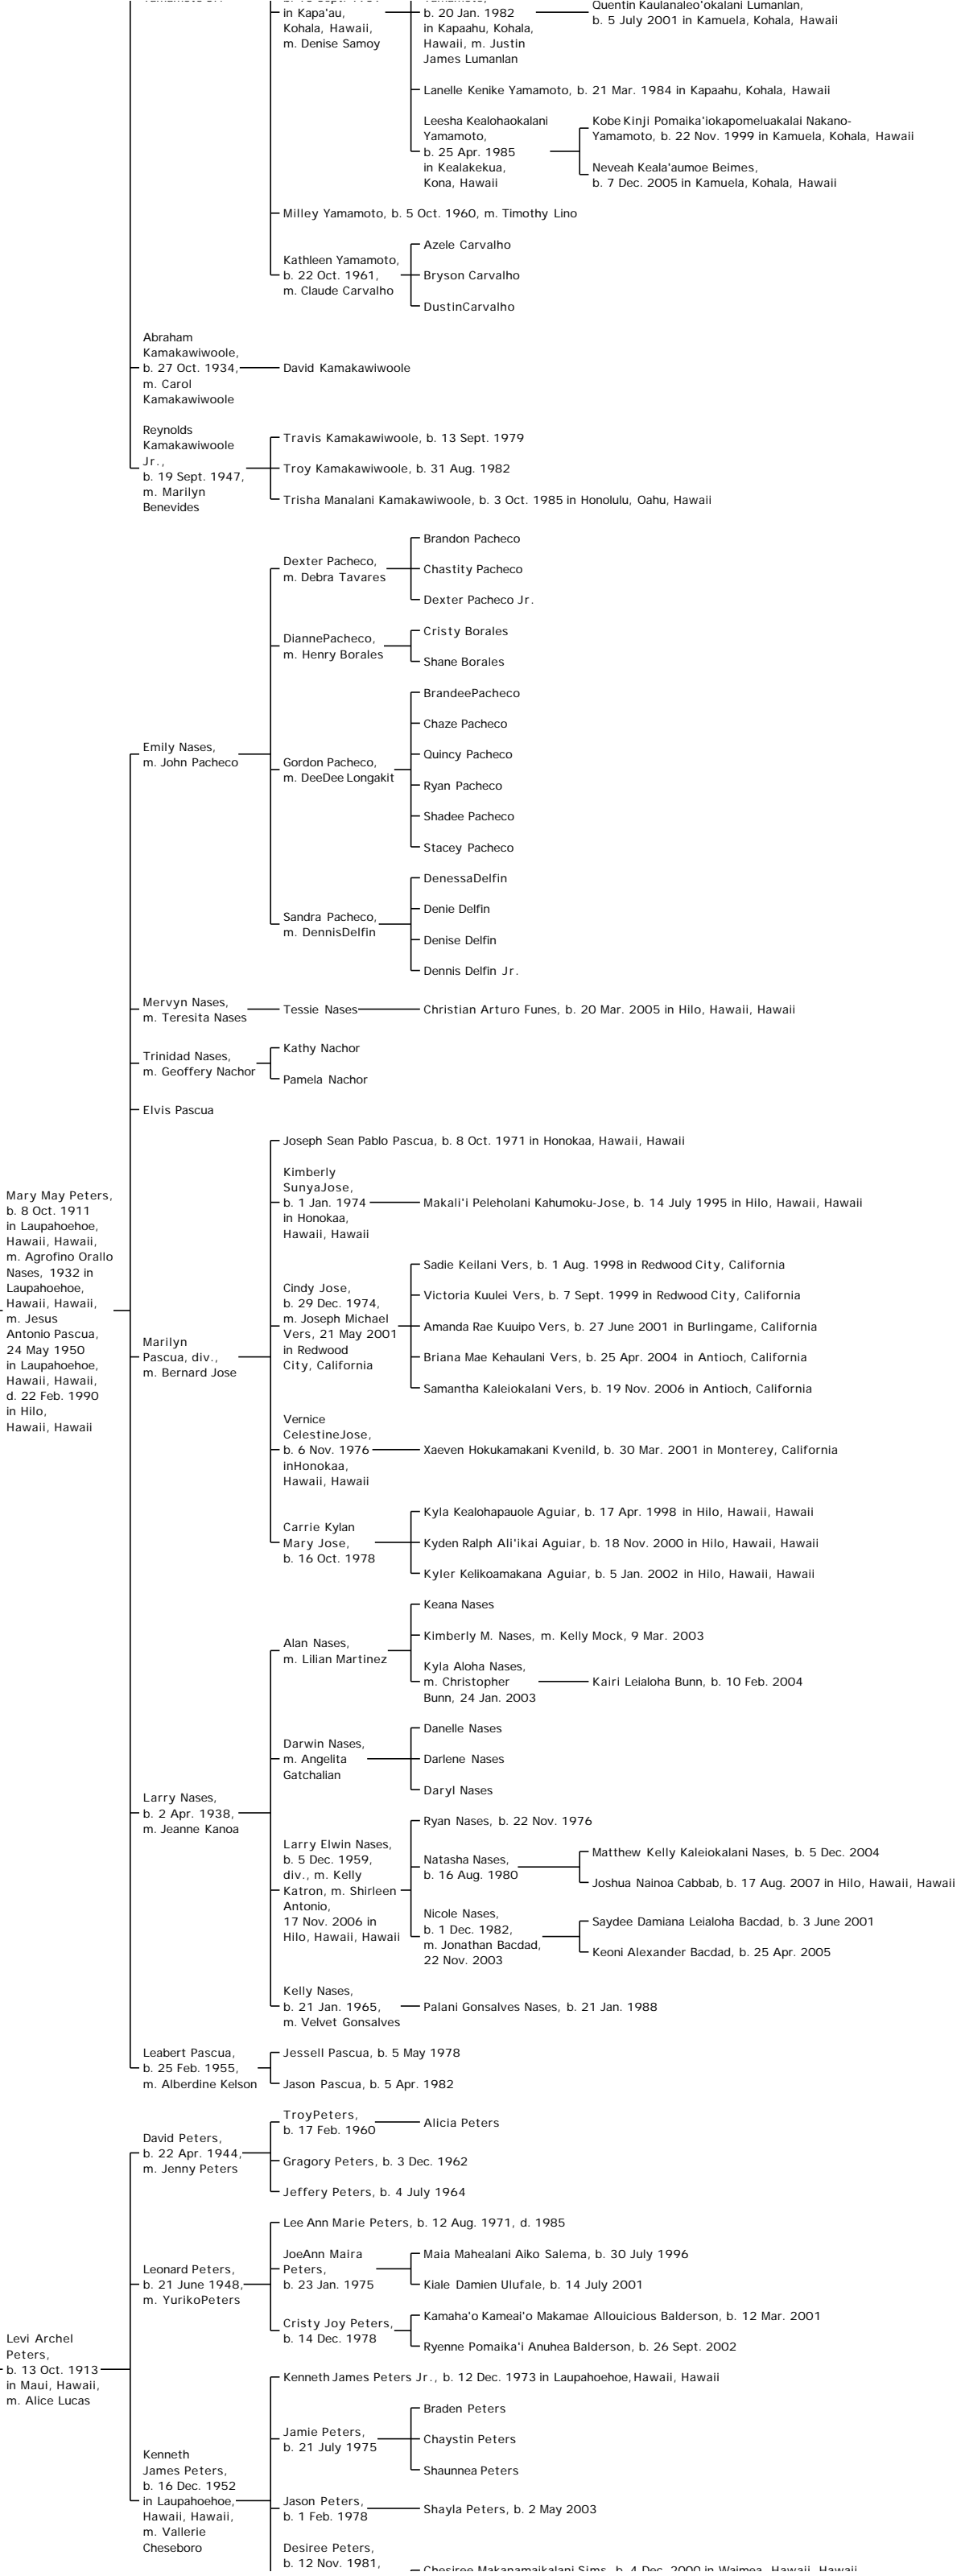 in Kapa'au,
Kohala, Hawaii,
m. Denise Samoy
b. 20 Jan. 1982
in Kapaahu, Kohala,
Hawaii, m. Justin
James Lumanlan
Quentin Kaulanaleo'okalani Lumanlan,
b. 5 July 2001 in Kamuela, Kohala, Hawaii
Lanelle Kenike Yamamoto, b. 21 Mar. 1984 in Kapaahu, Kohala, Hawaii
Leesha Kealohaokalani
Yamamoto,
b. 25 Apr. 1985
in Kealakekua,
Kona, Hawaii
Kobe Kinji Pomaika'iokapomeluakalai Nakano-
Yamamoto, b. 22 Nov. 1999 in Kamuela, Kohala, Hawaii
Neveah Keala'aumoe Beimes,
b. 7 Dec. 2005 in Kamuela, Kohala, Hawaii
Milley Yamamoto, b. 5 Oct. 1960, m. Timothy Lino
Kathleen Yamamoto,
b. 22 Oct. 1961,
m. Claude Carvalho
Azele Carvalho
Bryson Carvalho
DustinCarvalho
Abraham
Kamakawiwoole,
b. 27 Oct. 1934,
m. Carol
Kamakawiwoole
David Kamakawiwoole
Reynolds
Kamakawiwoole
Jr.,
b. 19 Sept. 1947,
m. Marilyn
Benevides
Travis Kamakawiwoole, b. 13 Sept. 1979
Troy Kamakawiwoole, b. 31 Aug. 1982
Trisha Manalani Kamakawiwoole, b. 3 Oct. 1985 in Honolulu, Oahu, Hawaii
Mary May Peters,
b. 8 Oct. 1911
in Laupahoehoe,
Hawaii, Hawaii,
m. Agrofino Orallo
Nases, 1932 in
Laupahoehoe,
Hawaii, Hawaii,
m. Jesus
Antonio Pascua,
24 May 1950
in Laupahoehoe,
Hawaii, Hawaii,
d. 22 Feb. 1990
in Hilo,
Hawaii, Hawaii
Emily Nases,
m. John Pacheco
Dexter Pacheco,
m. Debra Tavares
Brandon Pacheco
Chastity Pacheco
Dexter Pacheco Jr.
DiannePacheco,
m. Henry Borales
Cristy Borales
Shane Borales
Gordon Pacheco,
m. DeeDee Longakit
BrandeePacheco
Chaze Pacheco
Quincy Pacheco
Ryan Pacheco
Shadee Pacheco
Stacey Pacheco
Sandra Pacheco,
m. DennisDelfin
DenessaDelfin
Denie Delfin
Denise Delfin
Dennis Delfin Jr.
Mervyn Nases,
m. Teresita Nases
Tessie Nases
Christian Arturo Funes, b. 20 Mar. 2005 in Hilo, Hawaii, Hawaii
Trinidad Nases,
m. Geoffery Nachor
Kathy Nachor
Pamela Nachor
Elvis Pascua
Marilyn
Pascua, div.,
m. Bernard Jose
Joseph Sean Pablo Pascua, b. 8 Oct. 1971 in Honokaa, Hawaii, Hawaii
Kimberly
SunyaJose,
b. 1 Jan. 1974
in Honokaa,
Hawaii, Hawaii
Makali'i Peleholani Kahumoku-Jose, b. 14 July 1995 in Hilo, Hawaii, Hawaii
Cindy Jose,
b. 29 Dec. 1974,
m. Joseph Michael
Vers, 21 May 2001
in Redwood
City, California
Sadie Keilani Vers, b. 1 Aug. 1998 in Redwood City, California
Victoria Kuulei Vers, b. 7 Sept. 1999 in Redwood City, California
Amanda Rae Kuuipo Vers, b. 27 June 2001 in Burlingame, California
Briana Mae Kehaulani Vers, b. 25 Apr. 2004 in Antioch, California
Samantha Kaleiokalani Vers, b. 19 Nov. 2006 in Antioch, California
Vernice
CelestineJose,
b. 6 Nov. 1976
inHonokaa,
Hawaii, Hawaii
Xaeven Hokukamakani Kvenild, b. 30 Mar. 2001 in Monterey, California
Carrie Kylan
Mary Jose,
b. 16 Oct. 1978
Kyla Kealohapauole Aguiar, b. 17 Apr. 1998 in Hilo, Hawaii, Hawaii
Kyden Ralph Ali'ikai Aguiar, b. 18 Nov. 2000 in Hilo, Hawaii, Hawaii
Kyler Kelikoamakana Aguiar, b. 5 Jan. 2002 in Hilo, Hawaii, Hawaii
Larry Nases,
b. 2 Apr. 1938,
m. Jeanne Kanoa
Alan Nases,
m. Lilian Martinez
Keana Nases
Kimberly M. Nases, m. Kelly Mock, 9 Mar. 2003
Kyla Aloha Nases,
m. Christopher
Bunn, 24 Jan. 2003
Kairi Leialoha Bunn, b. 10 Feb. 2004
Darwin Nases,
m. Angelita
Gatchalian
Danelle Nases
Darlene Nases
Daryl Nases
Larry Elwin Nases,
b. 5 Dec. 1959,
div., m. Kelly
Katron, m. Shirleen
Antonio,
17 Nov. 2006 in
Hilo, Hawaii, Hawaii
Ryan Nases, b. 22 Nov. 1976
Natasha Nases,
b. 16 Aug. 1980
Matthew Kelly Kaleiokalani Nases, b. 5 Dec. 2004
Joshua Nainoa Cabbab, b. 17 Aug. 2007 in Hilo, Hawaii, Hawaii
Nicole Nases,
b. 1 Dec. 1982,
m. Jonathan Bacdad,
22 Nov. 2003
Saydee Damiana Leialoha Bacdad, b. 3 June 2001
Keoni Alexander Bacdad, b. 25 Apr. 2005
Kelly Nases,
b. 21 Jan. 1965,
m. Velvet Gonsalves
Palani Gonsalves Nases, b. 21 Jan. 1988
Leabert Pascua,
b. 25 Feb. 1955,
m. Alberdine Kelson
Jessell Pascua, b. 5 May 1978
Jason Pascua, b. 5 Apr. 1982
Levi Archel
Peters,
b. 13 Oct. 1913
in Maui, Hawaii,
m. Alice Lucas
David Peters,
b. 22 Apr. 1944,
m. Jenny Peters
TroyPeters,
b. 17 Feb. 1960
Alicia Peters
Gragory Peters, b. 3 Dec. 1962
Jeffery Peters, b. 4 July 1964
Leonard Peters,
b. 21 June 1948,
m. YurikoPeters
Lee Ann Marie Peters, b. 12 Aug. 1971, d. 1985
JoeAnn Maira
Peters,
b. 23 Jan. 1975
Maia Mahealani Aiko Salema, b. 30 July 1996
Kiale Damien Ulufale, b. 14 July 2001
Cristy Joy Peters,
b. 14 Dec. 1978
Kamaha'o Kameai'o Makamae Allouicious Balderson, b. 12 Mar. 2001
Ryenne Pomaika'i Anuhea Balderson, b. 26 Sept. 2002
Kenneth
James Peters,
b. 16 Dec. 1952
in Laupahoehoe,
Hawaii, Hawaii,
m. Vallerie
Cheseboro
Kenneth James Peters Jr., b. 12 Dec. 1973 in Laupahoehoe, Hawaii, Hawaii
Jamie Peters,
b. 21 July 1975
Braden Peters
Chaystin Peters
Shaunnea Peters
Jason Peters,
b. 1 Feb. 1978
Shayla Peters, b. 2 May 2003
Desiree Peters,
b. 12 Nov. 1981,
Chesiree Makanamaikalani Sims, b. 4 Dec. 2000 in Waimea, Hawaii, Hawaii